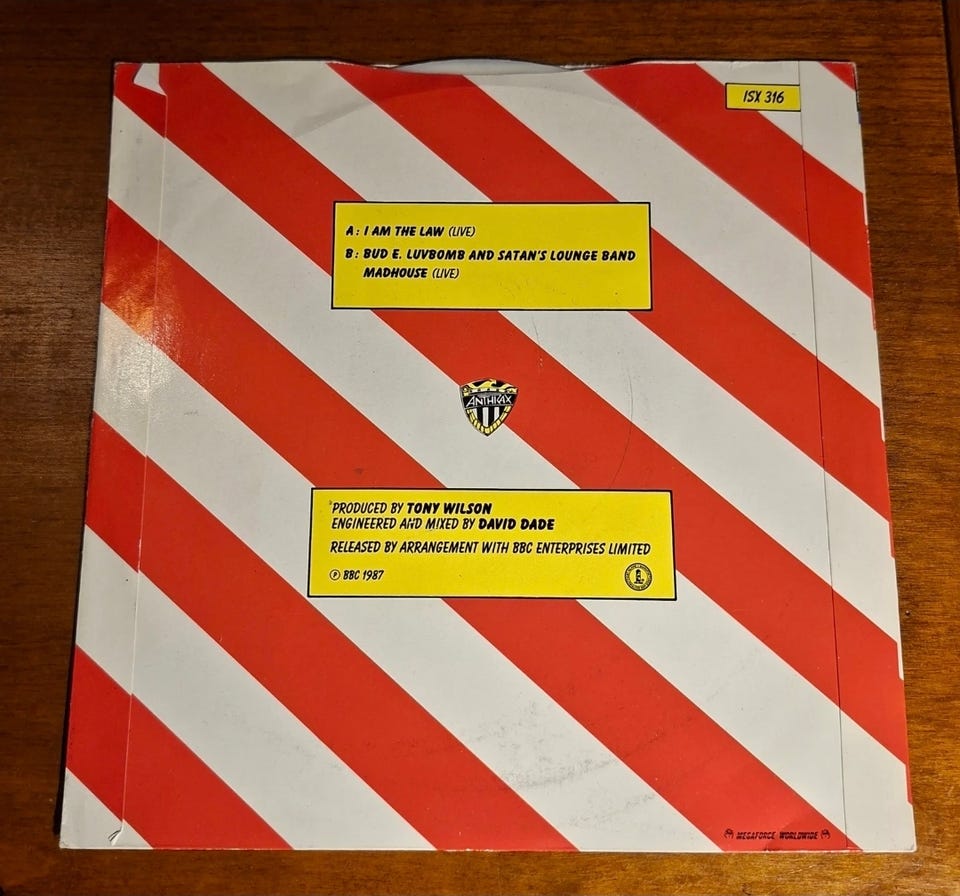 ISX 316
A: I AM THE LAW (LIVE)
B: BUD E. LUVBOMB AND SATAN'S LOUNGE BAND
MADHOUSE (LIVE)
ANTHRAX
PRODUCED BY TONY WILSON
ENGINEERED AND MIXED BY DAVID DADE
RELEASED BY ARRANGEMENT WITH BBC ENTERPRISES LIMITED
℗ BBC 1987
MEGAFORCE WORLDWIDE